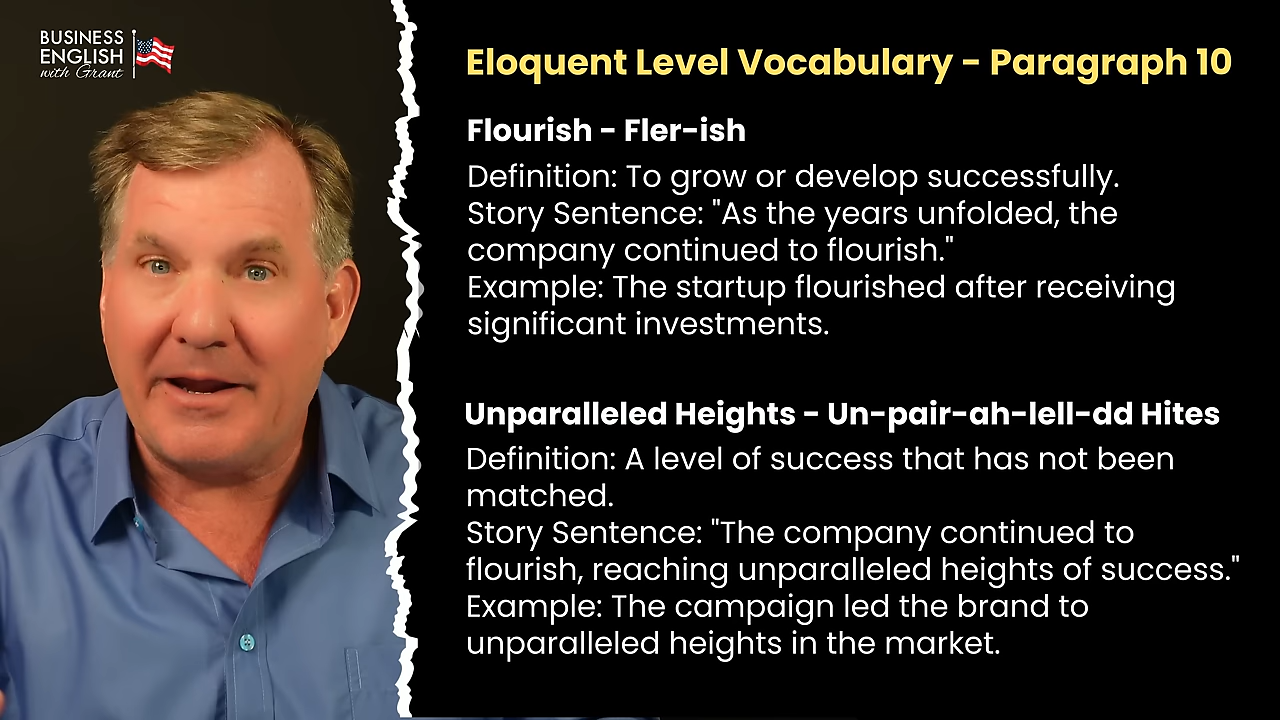 BUSINESS
ENGLISH
with Grant
Eloquent Level Vocabulary - Paragraph 10
Flourish - Fler-ish
Definition: To grow or develop successfully.
Story Sentence: "As the years unfolded, the
company continued to flourish."
Example: The startup flourished after receiving
significant investments.
Unparalleled Heights - Un-pair-ah-lell-dd Hites
Definition: A level of success that has not been
matched.
Story Sentence: "The company continued to
flourish, reaching unparalleled heights of success."
Example: The campaign led the brand to
unparalleled heights in the market.